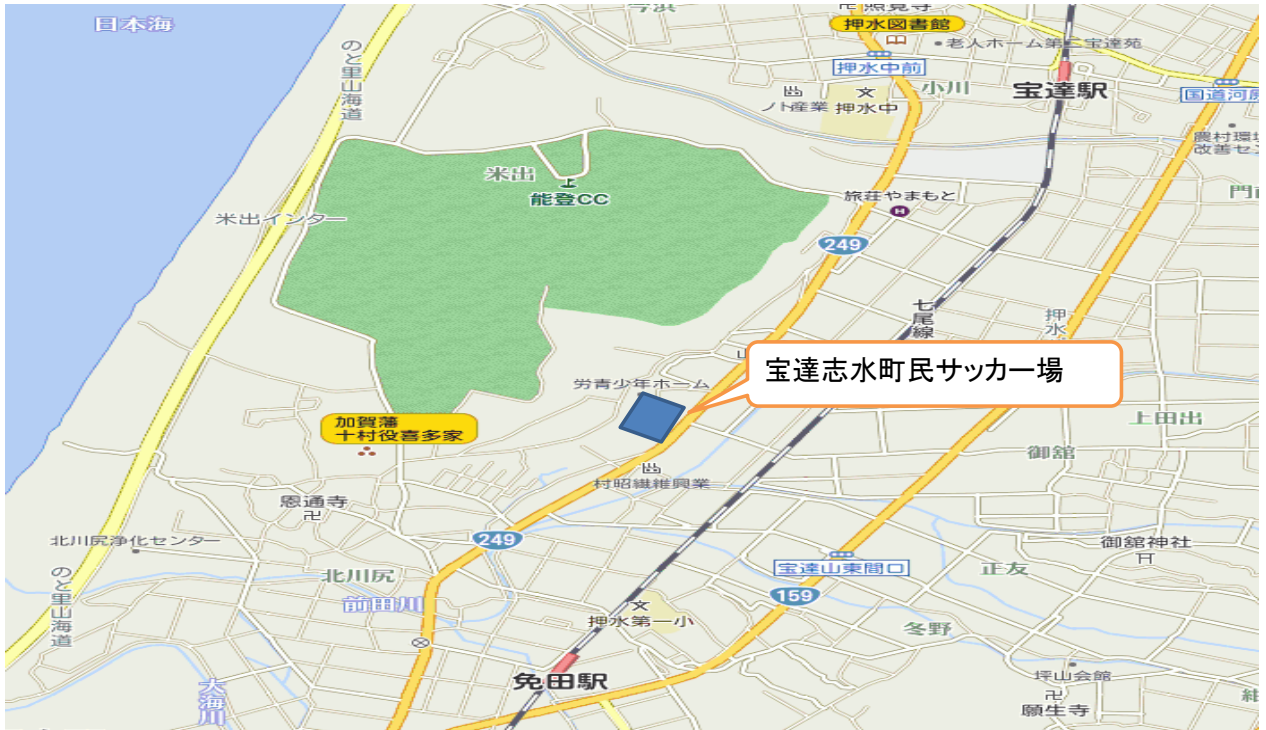 日本海
今浜
照覚寺
押水図書館
老人ホーム第二宝達苑
押水中前
小川
宝達駅
ノト産業
押水中
国道河原
農村環境
改善セン
のと里山海道
米出
能登CC
旅荘やまもと
米出インター
249
七尾線
押水
宝達志水町民サッカー場
労青少年ホーム
加賀藩
十村役喜多家
上田出
御舘
村昭繊維興業
恩通寺
北川尻浄化センター
249
御舘神社
宝達山東間口
正友
北川尻
前田川
159
のと里山海道
押水第一小
冬野
免田駅
坪山会館
大海川
願生寺